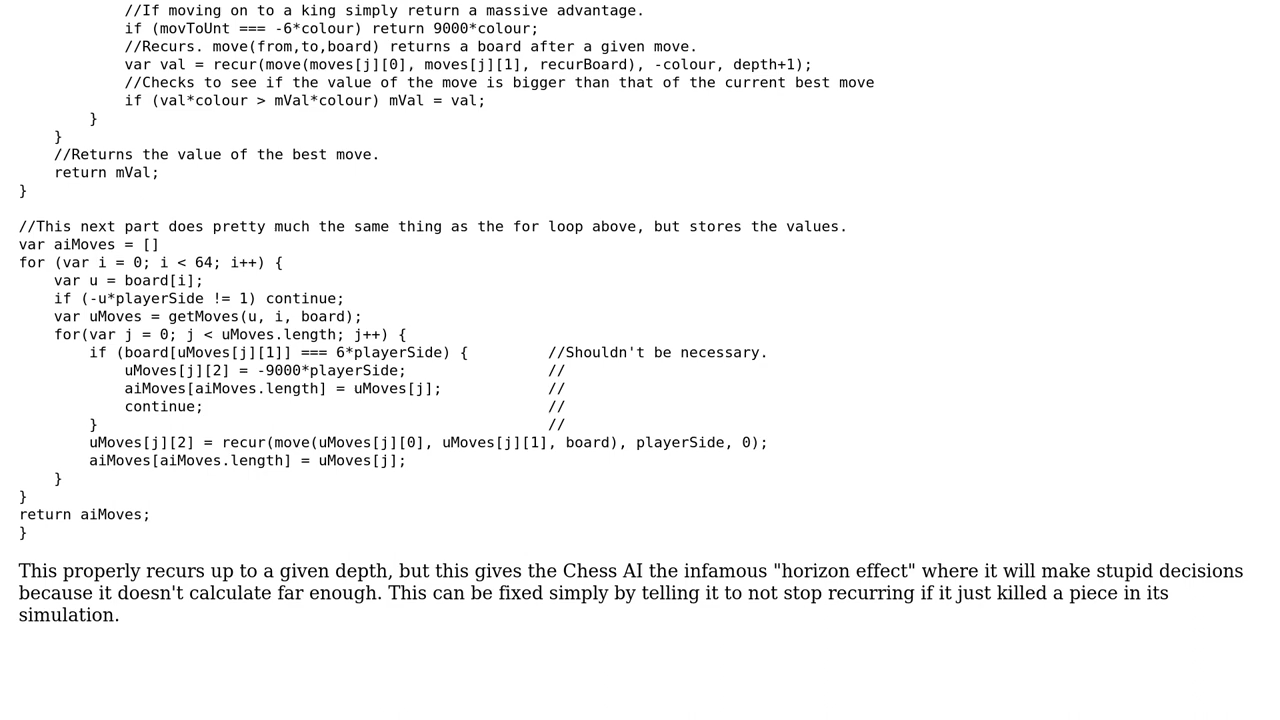 //If moving on to a king simply return a massive advantage.
            if (movToUnt === -6*colour) return 9000*colour;
            //Recurs. move(from,to,board) returns a board after a given move.
            var val = recur(move(moves[j][0], moves[j][1], recurBoard), -colour, depth+1);
            //Checks to see if the value of the move is bigger than that of the current best move
            if (val*colour > mVal*colour) mVal = val;
        }
    }
    //Returns the value of the best move.
    return mVal;
}

//This next part does pretty much the same thing as the for loop above, but stores the values.
var aiMoves = []
for (var i = 0; i < 64; i++) {
    var u = board[i];
    if (-u*playerSide != 1) continue;
    var uMoves = getMoves(u, i, board);
    for(var j = 0; j < uMoves.length; j++) {
        if (board[uMoves[j][1]] === 6*playerSide) {         //Shouldn't be necessary.
            uMoves[j][2] = -9000*playerSide;                //
            aiMoves[aiMoves.length] = uMoves[j];            //
            continue;                                       //
        }                                                   //
        uMoves[j][2] = recur(move(uMoves[j][0], uMoves[j][1], board), playerSide, 0);
        aiMoves[aiMoves.length] = uMoves[j];
    }
}
return aiMoves;
}

This properly recurs up to a given depth, but this gives the Chess AI the infamous "horizon effect" where it will make stupid decisions
because it doesn't calculate far enough. This can be fixed simply by telling it to not stop recurring if it just killed a piece in its
simulation.